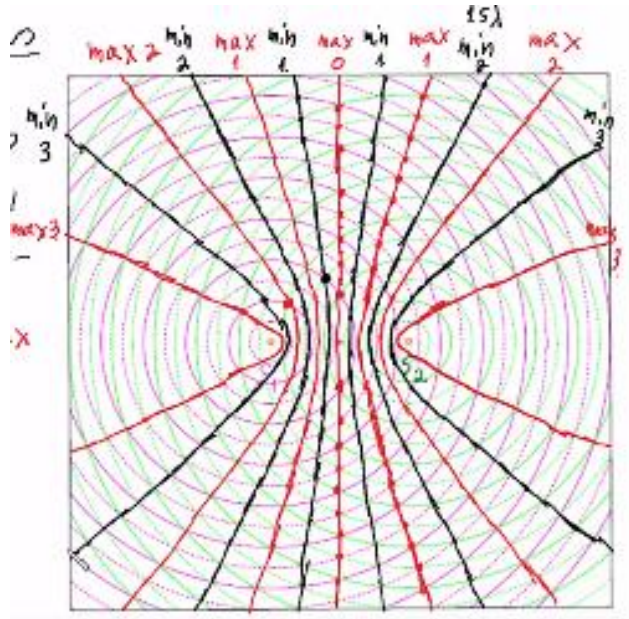 1.5λ
max 2 min 2 max 1 min 1 max 0 min 1 max 1 min 2 max 2
min 3 min 3
max 3 max 3
x
S2